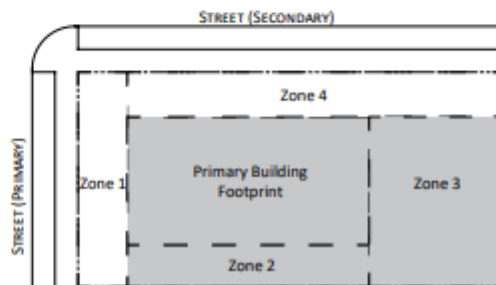 STREET (SECONDARY)
Zone 4
Primary Building
Footprint
Zone 1
Zone 3
STREET (PRIMARY)
Zone 2